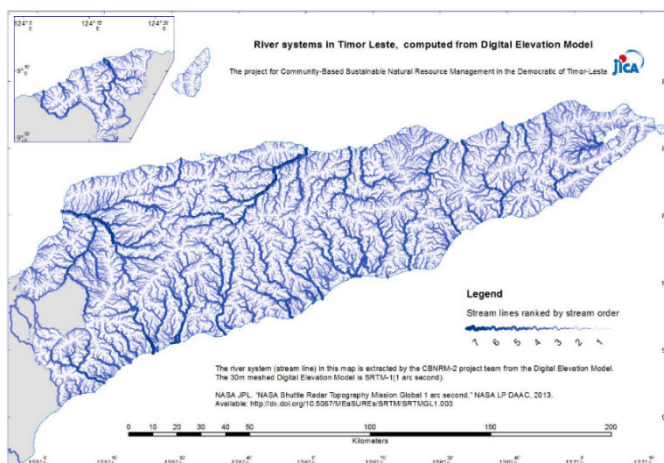 River systems in Timor Leste, computed from Digital Elevation Model
The project for Community-Based Sustainable Natural Resource Management in the Democratic of Timor-Leste
JICA
Legend
Stream lines ranked by stream order
7 6 5 4 3 2 1
The river system (stream line) in this map is extracted by the CBNRM-2 project team from the Digital Elevation Model.
The 30m meshed Digital Elevation Model is SRTM-1(1 arc second).
NASA JPL. "NASA Shuttle Radar Topography Mission Global 1 arc second." NASA LP DAAC. 2013.
Available: http://dx.doi.org/10.5067/MEaSUREs/SRTM/SRTMGL1.003
0 10 20 30 40 50 100 150 200
Kilometers